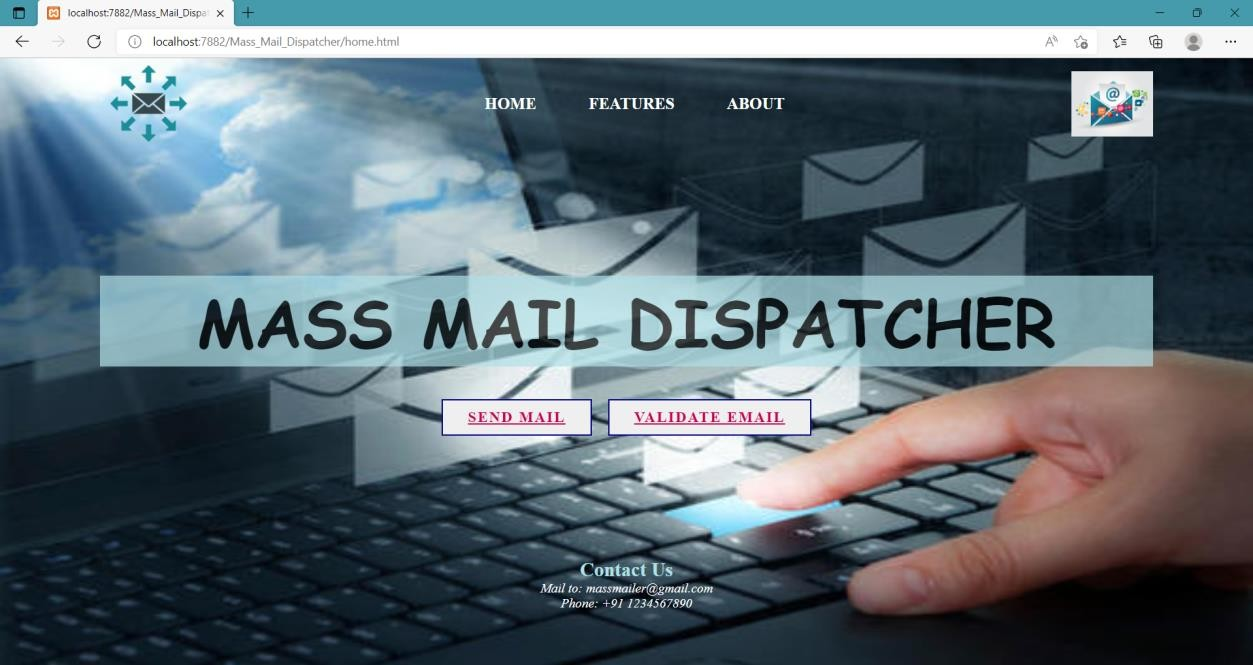 localhost:7882/Mass_Mail_Dispat
localhost:7882/Mass_Mail_Dispatcher/home.html
HOME FEATURES ABOUT
MASS MAIL DISPATCHER
SEND MAIL VALIDATE EMAIL
Contact Us
Mail to: massmailer@gmail.com
Phone: +91 1234567890